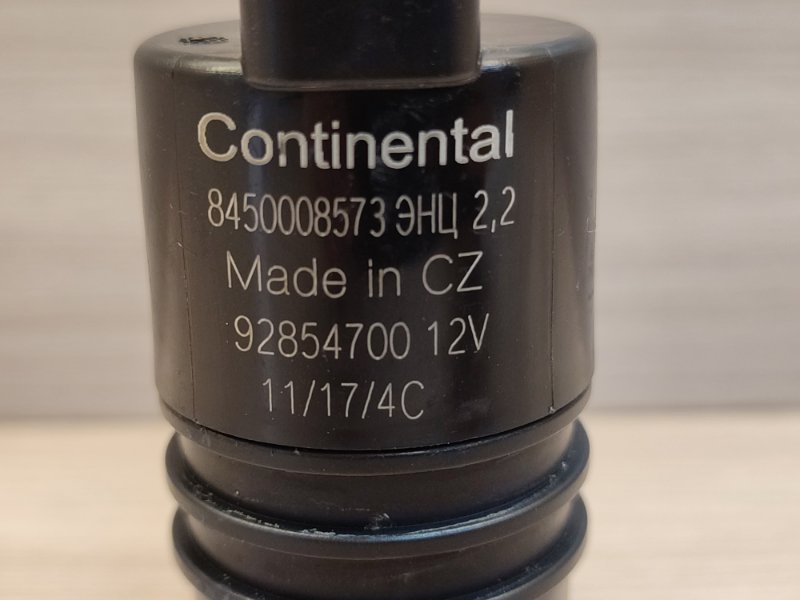 Continental
8450008573 ЭНЦ 2,2
Made in CZ
92854700 12V
11/17/4C